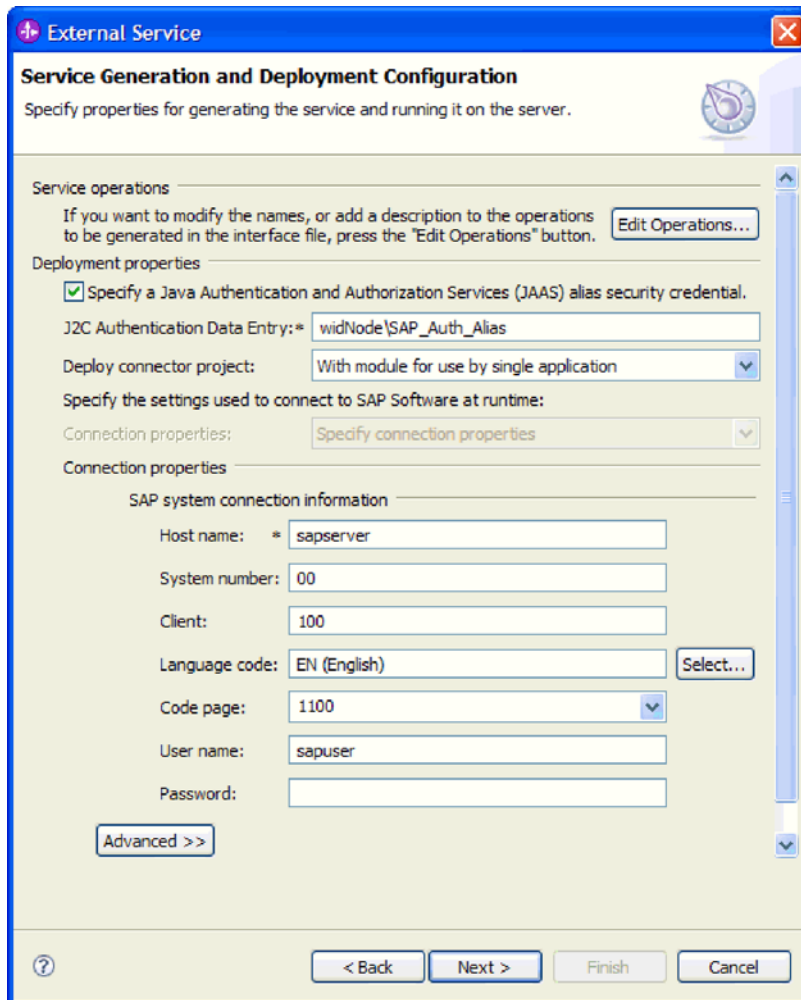 External Service
Service Generation and Deployment Configuration
Specify properties for generating the service and running it on the server.
Service operations
If you want to modify the names, or add a description to the operations
to be generated in the interface file, press the "Edit Operations" button.
Edit Operations...
Deployment properties
Specify a Java Authentication and Authorization Services (JAAS) alias security credential.
J2C Authentication Data Entry:* widNode\SAP_Auth_Alias
Deploy connector project: With module for use by single application
Specify the settings used to connect to SAP Software at runtime:
Connection properties: Specify connection properties
Connection properties
SAP system connection information
Host name: * sapserver
System number: 00
Client: 100
Language code: EN (English) Select...
Code page: 1100
User name: sapuser
Password:
Advanced >>
? < Back Next > Finish Cancel